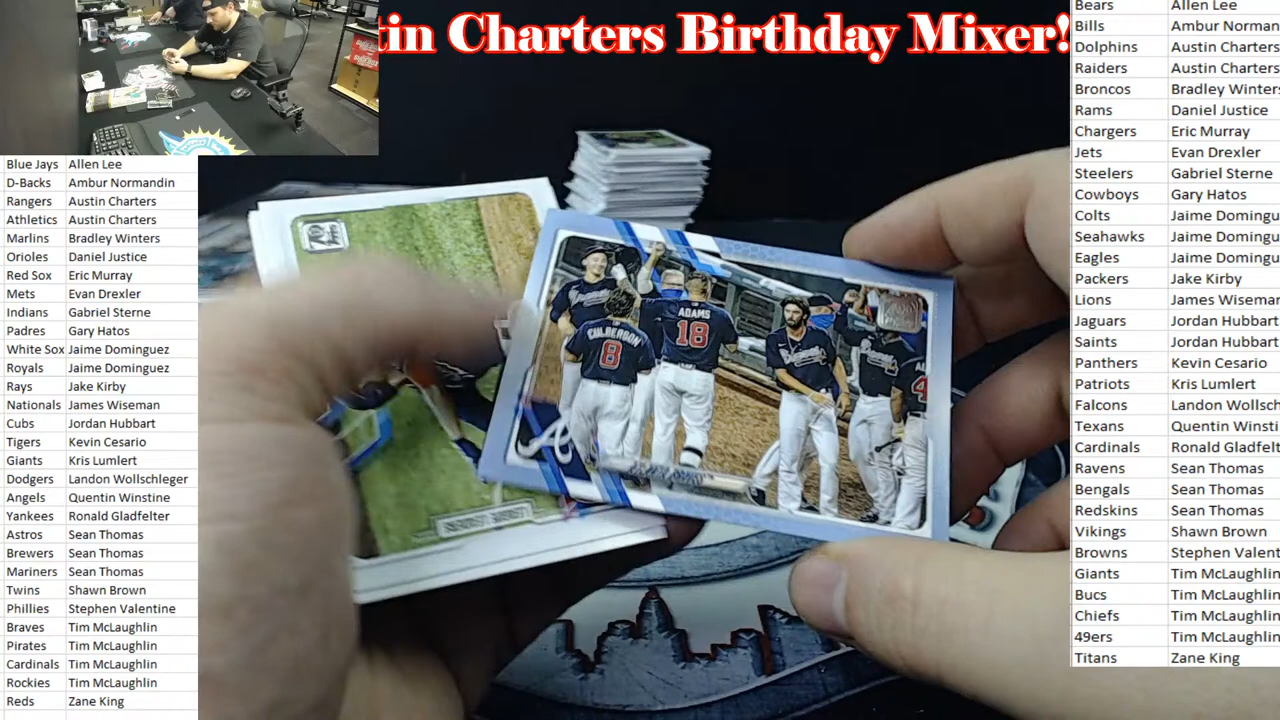 tin Charters Birthday Mixer!
Blue Jays Allen Lee
D-Backs Ambur Normandin
Rangers Austin Charters
Athletics Austin Charters
Marlins Bradley Winters
Orioles Daniel Justice
Red Sox Eric Murray
Mets Evan Drexler
Indians Gabriel Sterne
Padres Gary Hatos
White Sox Jaime Dominguez
Royals Jaime Dominguez
Rays Jake Kirby
Nationals James Wiseman
Cubs Jordan Hubbart
Tigers Kevin Cesario
Giants Kris Lumlert
Dodgers Landon Wollschleger
Angels Quentin Winstine
Yankees Ronald Gladfelter
Astros Sean Thomas
Brewers Sean Thomas
Mariners Sean Thomas
Twins Shawn Brown
Phillies Stephen Valentine
Braves Tim McLaughlin
Pirates Tim McLaughlin
Cardinals Tim McLaughlin
Rockies Tim McLaughlin
Reds Zane King
70
CULBERSON
8
ADAMS
18
Braves
4
Bears Allen Lee
Bills Ambur Norman
Dolphins Austin Charters
Raiders Austin Charters
Broncos Bradley Winters
Rams Daniel Justice
Chargers Eric Murray
Jets Evan Drexler
Steelers Gabriel Sterne
Cowboys Gary Hatos
Colts Jaime Domingu
Seahawks Jaime Domingu
Eagles Jaime Domingu
Packers Jake Kirby
Lions James Wiseman
Jaguars Jordan Hubbart
Saints Jordan Hubbart
Panthers Kevin Cesario
Patriots Kris Lumlert
Falcons Landon Wollsch
Texans Quentin Winsti
Cardinals Ronald Gladfelt
Ravens Sean Thomas
Bengals Sean Thomas
Redskins Sean Thomas
Vikings Shawn Brown
Browns Stephen Valent
Giants Tim McLaughlin
Bucs Tim McLaughlin
Chiefs Tim McLaughlin
49ers Tim McLaughlin
Titans Zane King